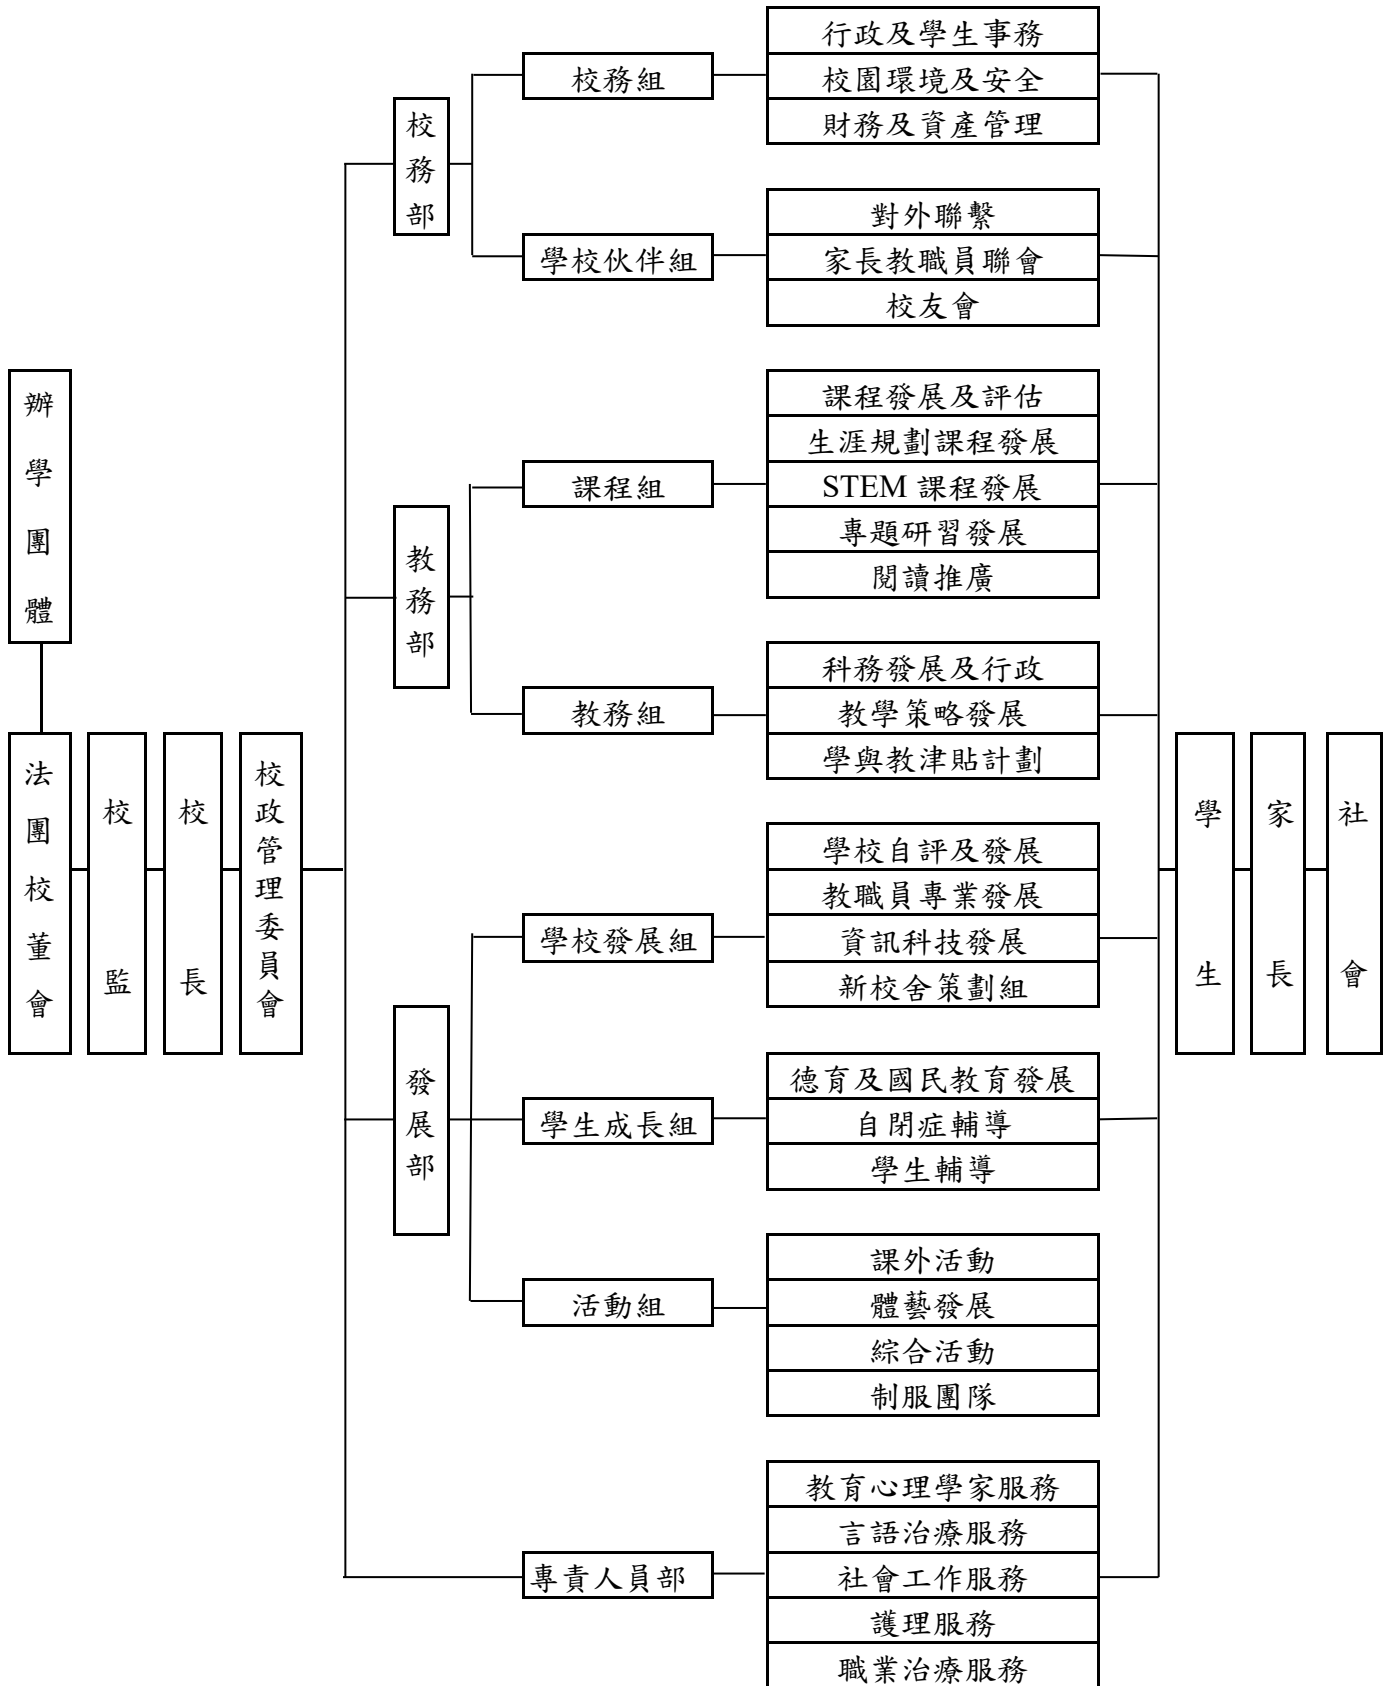 辦學團體
法團校董會
校監
校長
校政管理委員會
校務部
校務組
行政及學生事務
校園環境及安全
財務及資產管理
學校伙伴組
對外聯繫
家長教職員聯會
校友會
教務部
課程組
課程發展及評估
生涯規劃課程發展
STEM 課程發展
專題研習發展
閱讀推廣
教務組
科務發展及行政
教學策略發展
學與教津貼計劃
發展部
學校發展組
學校自評及發展
教職員專業發展
資訊科技發展
新校舍策劃組
學生成長組
德育及國民教育發展
自閉症輔導
學生輔導
活動組
課外活動
體藝發展
綜合活動
制服團隊
專責人員部
教育心理學家服務
言語治療服務
社會工作服務
護理服務
職業治療服務
學生
家長
社會